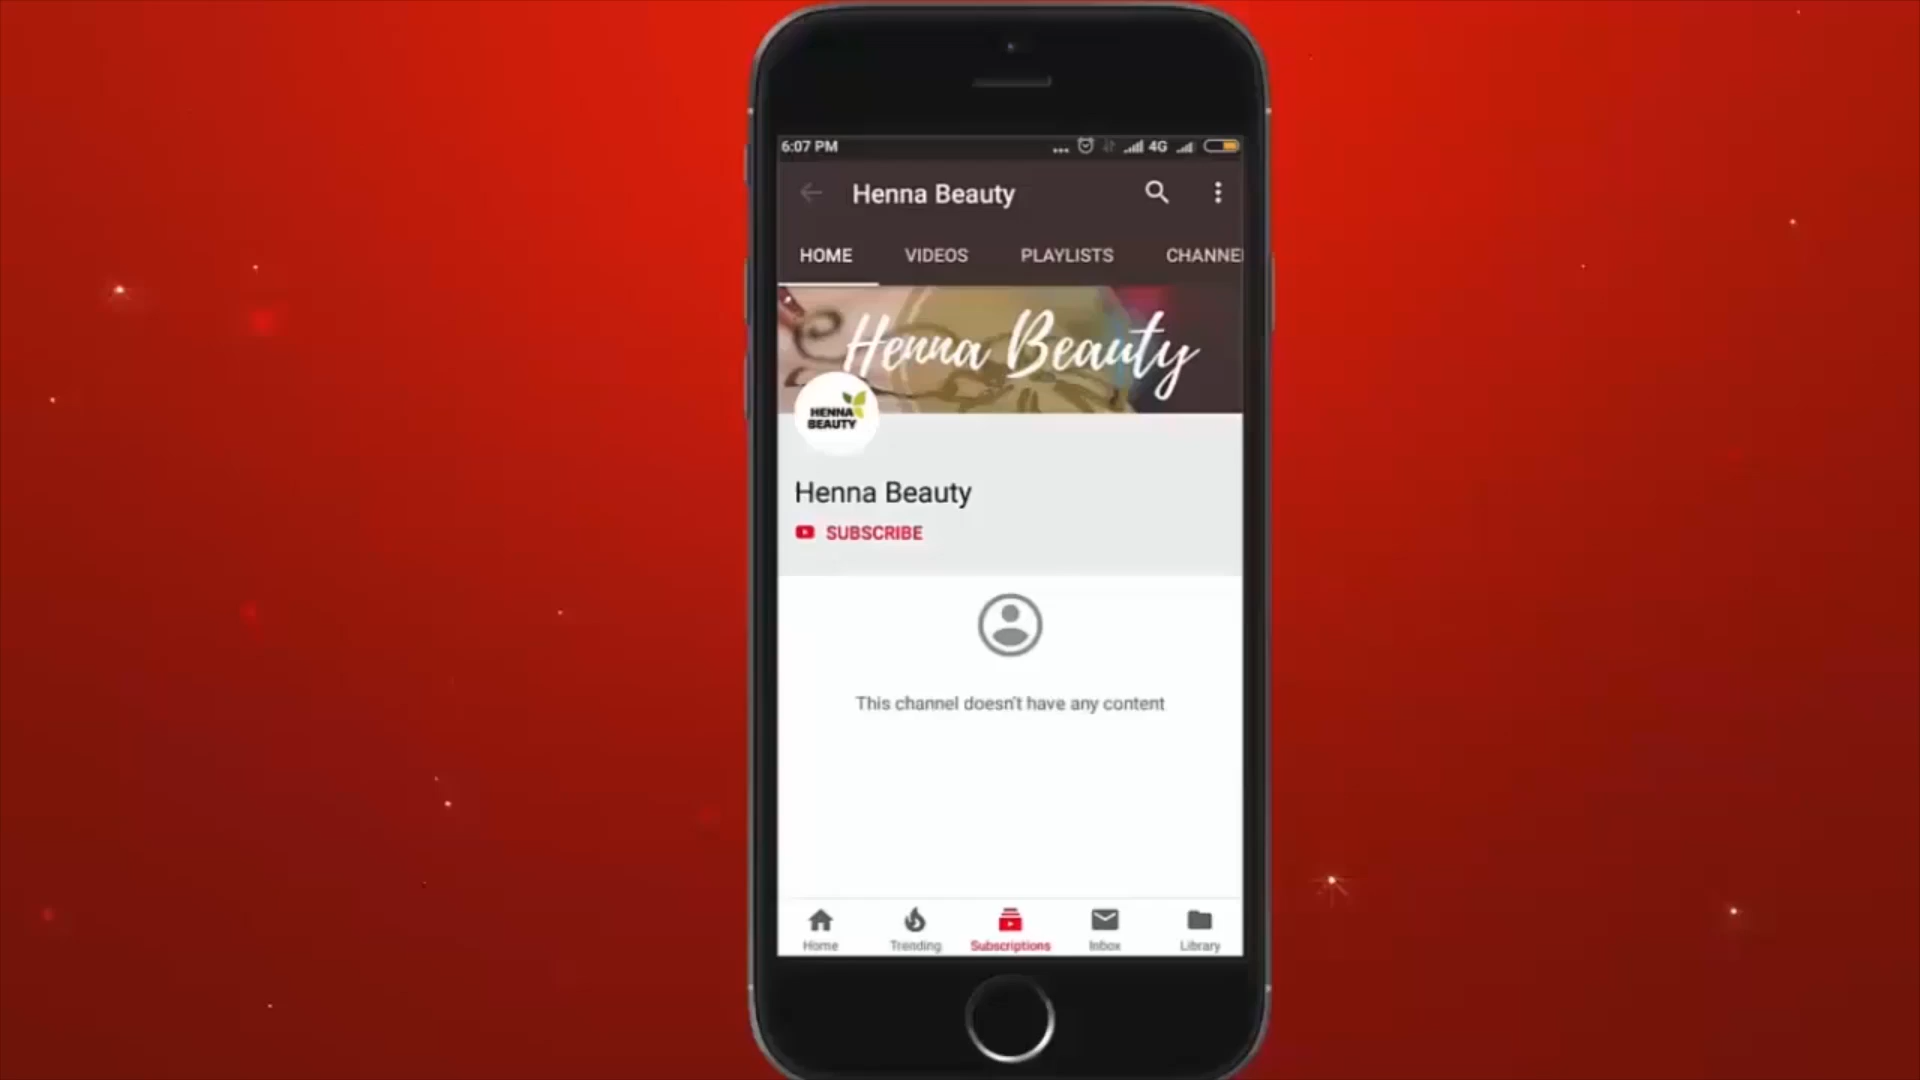 6:07 PM
4G
Henna Beauty
HOME
VIDEOS
PLAYLISTS
CHANNE
Henna Beauty
HENNA
BEAUTY
Henna Beauty
SUBSCRIBE
This channel doesn't have any content
Home
Trending
Subscriptions
Inbox
Library